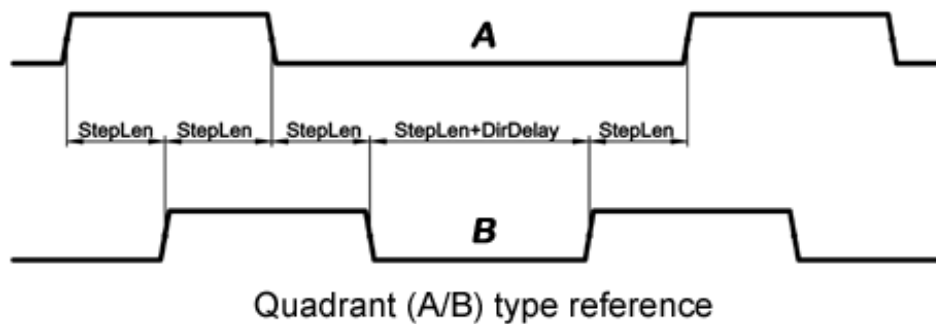 A
StepLen StepLen StepLen StepLen+DirDelay StepLen
B
Quadrant (A/B) type reference